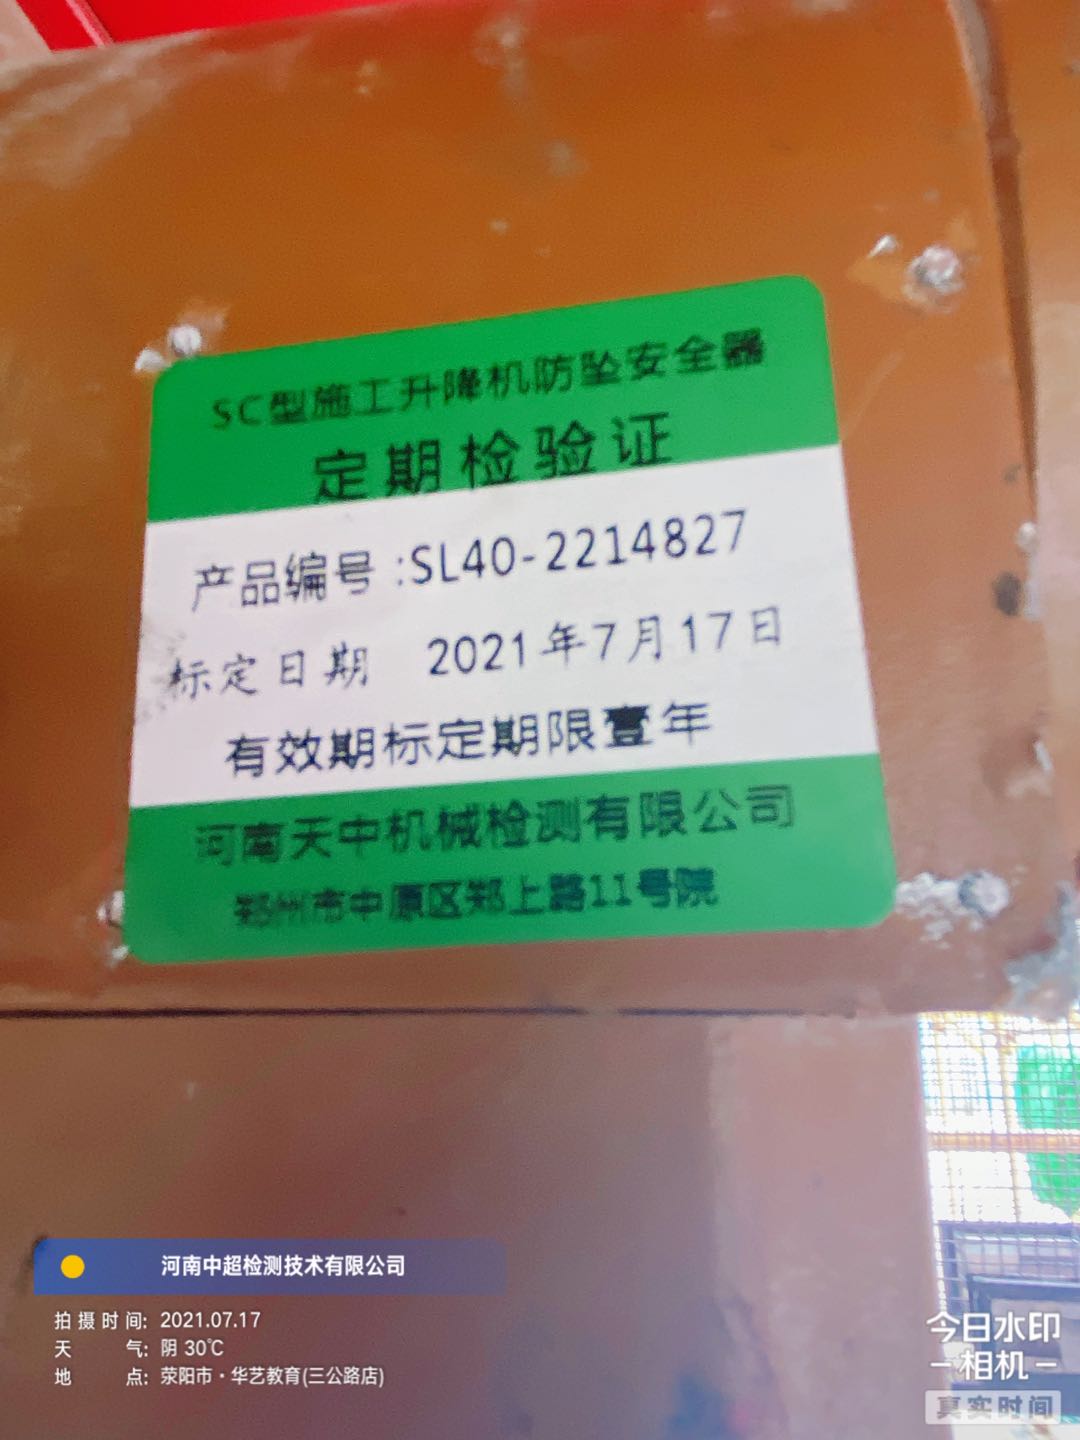 SC型施工升降机防坠安全器
定期检验证
产品编号:SL40-2214827
标定日期 2021年7月17日
有效期标定期限壹年
河南天中机械检测有限公司
郑州市中原区郑上路11号院
河南中超检测技术有限公司
拍摄时间: 2021.07.17
天气: 阴 30℃
地点: 荥阳市·华艺教育(三公路店)
今日水印
-相机-
真实时间